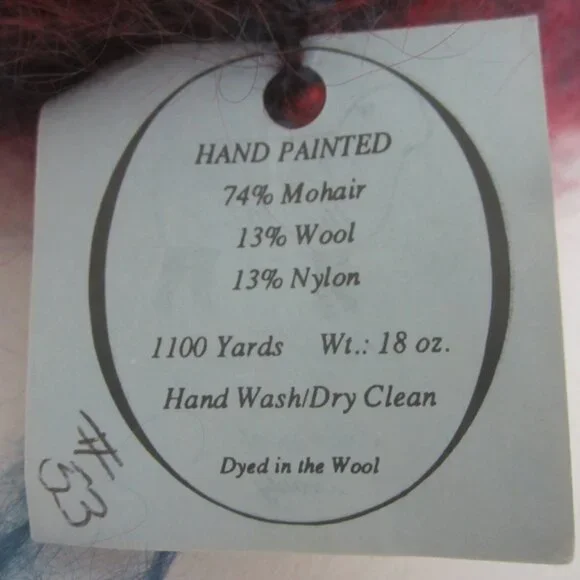 HAND PAINTED
74% Mohair
13% Wool
13% Nylon
1100 Yards Wt.: 18 oz.
Hand Wash/Dry Clean
Dyed in the Wool
#53